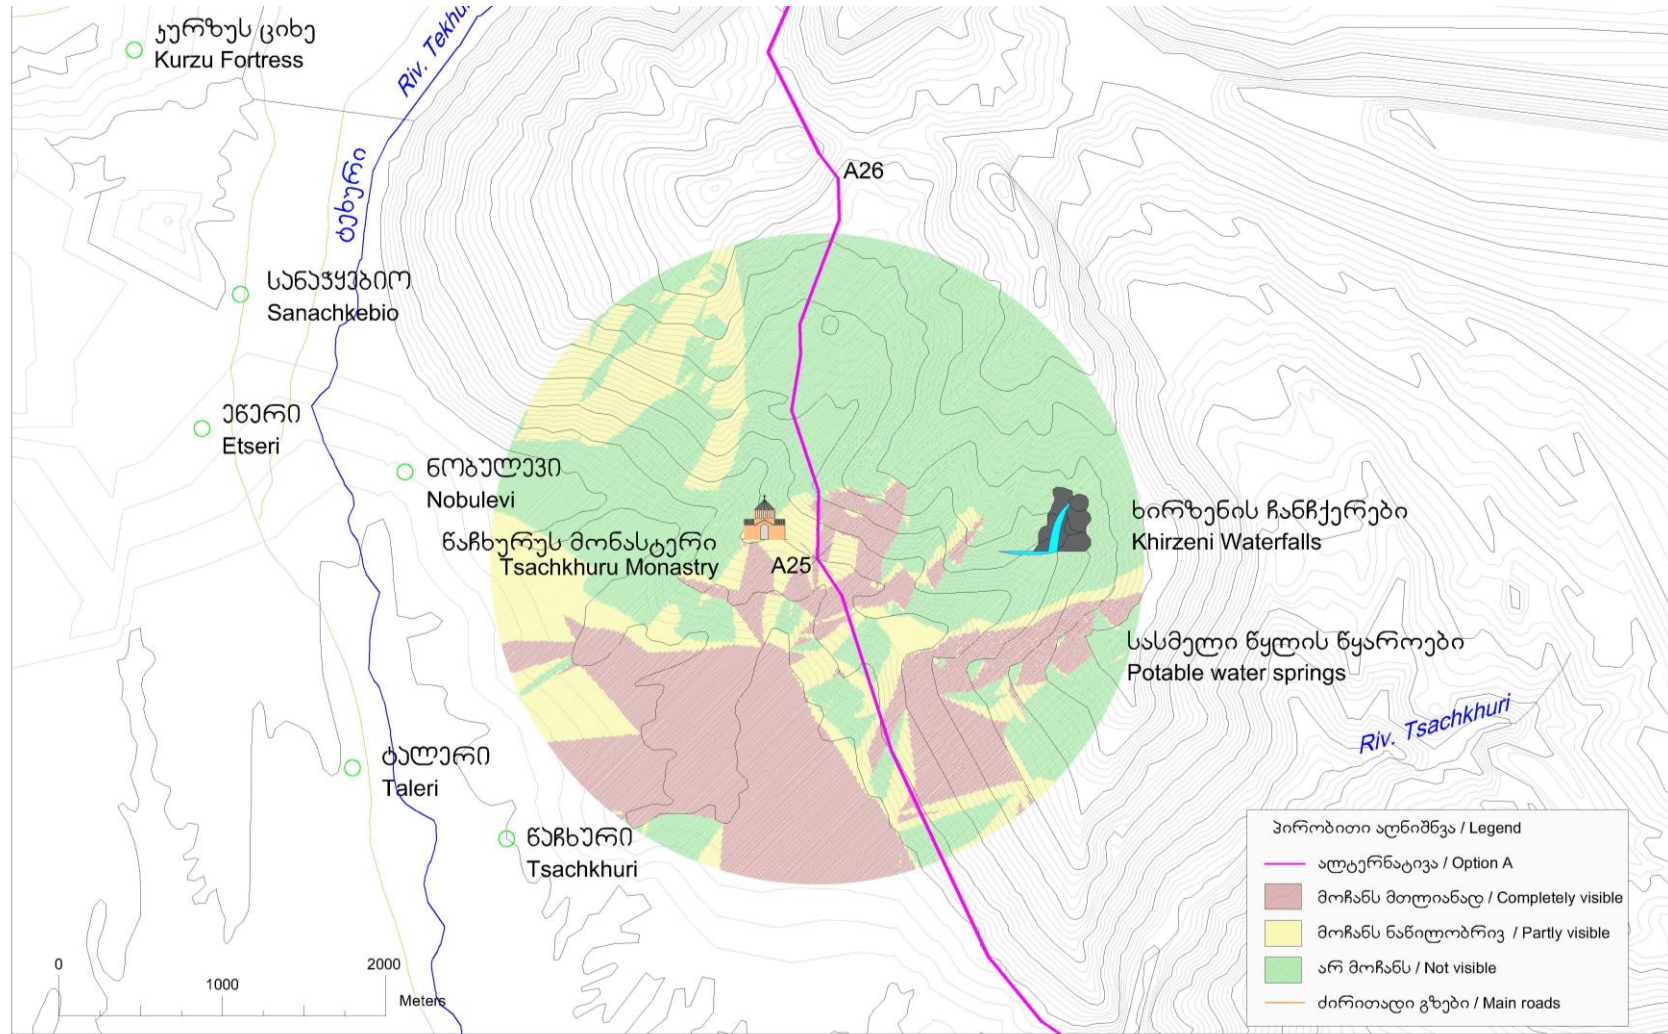 კურზუს ციხე
Kurzu Fortress
Riv. Tekhur
ტეხური
A26
სანაჭყებიო
Sanachkebio
ეწერი
Etseri
ნობულევი
Nobulevi
წაჩხურუს მონასტერი
Tsachkhuru Monastry
A25
ხირზენის ჩანჩქერები
Khirzeni Waterfalls
სასმელი წყლის წყაროები
Potable water springs
Riv. Tsachkhuri
ტალერი
Taleri
წაჩხური
Tsachkhuri
0
1000
2000
Meters
პირობითი აღნიშნვა / Legend
ალტერნატივა / Option A
მოჩანს მთლიანად / Completely visible
მოჩანს ნაწილობრივ / Partly visible
არ მოჩანს / Not visible
ძირითადი გზები / Main roads